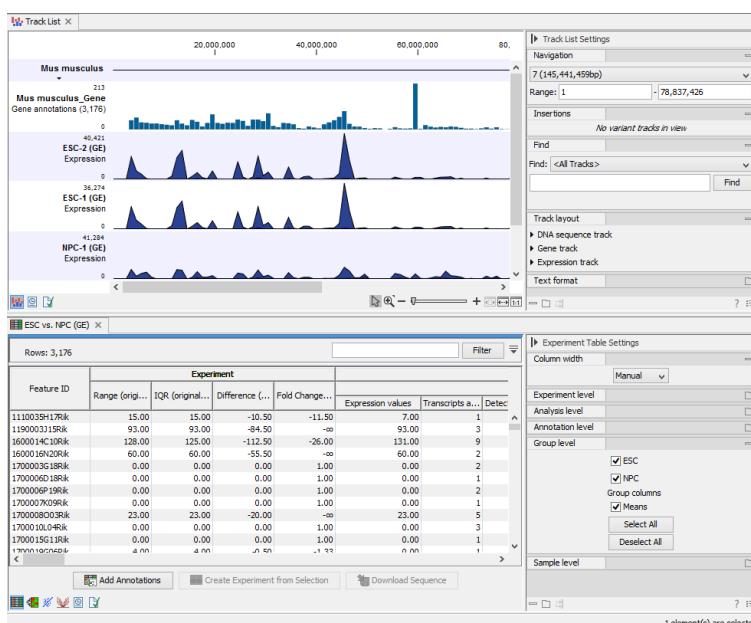 Track List ×
Track List Settings
Navigation
7 (145,441,459bp)
Range: 1 - 78,837,426
Insertions
No variant tracks in view
Find
Find: <All Tracks>
Find
Track layout
DNA sequence track
Gene track
Expression track
Text format
20,000,000 40,000,000 60,000,000 80,
Mus musculus
213
Mus musculus_Gene
Gene annotations (3,176)
0
40,421
ESC-2 (GE)
Expression
0
36,274
ESC-1 (GE)
Expression
0
41,284
NPC-1 (GE)
Expression
0
ESC vs. NPC (GE) ×
Rows: 3,176 Filter
Experiment
Feature ID Range (origi... IQR (original... Difference (... Fold Change... Expression values Transcripts a... Detec
1110035H17Rik 15.00 15.00 -10.50 -11.50 7.00 1
1190003J15Rik 93.00 93.00 -84.50 -∞ 93.00 3
1600014C10Rik 128.00 125.00 -112.50 -26.00 131.00 9
1600016N20Rik 60.00 60.00 -55.50 -∞ 60.00 2
1700003G18Rik 0.00 0.00 0.00 1.00 0.00 2
1700006D18Rik 0.00 0.00 0.00 1.00 0.00 1
1700006P19Rik 0.00 0.00 0.00 1.00 0.00 2
1700007K09Rik 0.00 0.00 0.00 1.00 0.00 1
1700008O03Rik 23.00 23.00 -20.00 -∞ 23.00 5
1700010L04Rik 0.00 0.00 0.00 1.00 0.00 3
1700015G11Rik 0.00 0.00 0.00 1.00 0.00 1
1700019G06Rik 4.00 4.00 -0.50 -1.33 0.00 1
Add Annotations Create Experiment from Selection Download Sequence
Experiment Table Settings
Column width
Manual
Experiment level
Analysis level
Annotation level
Group level
ESC
NPC
Group columns
Means
Select All
Deselect All
Sample level